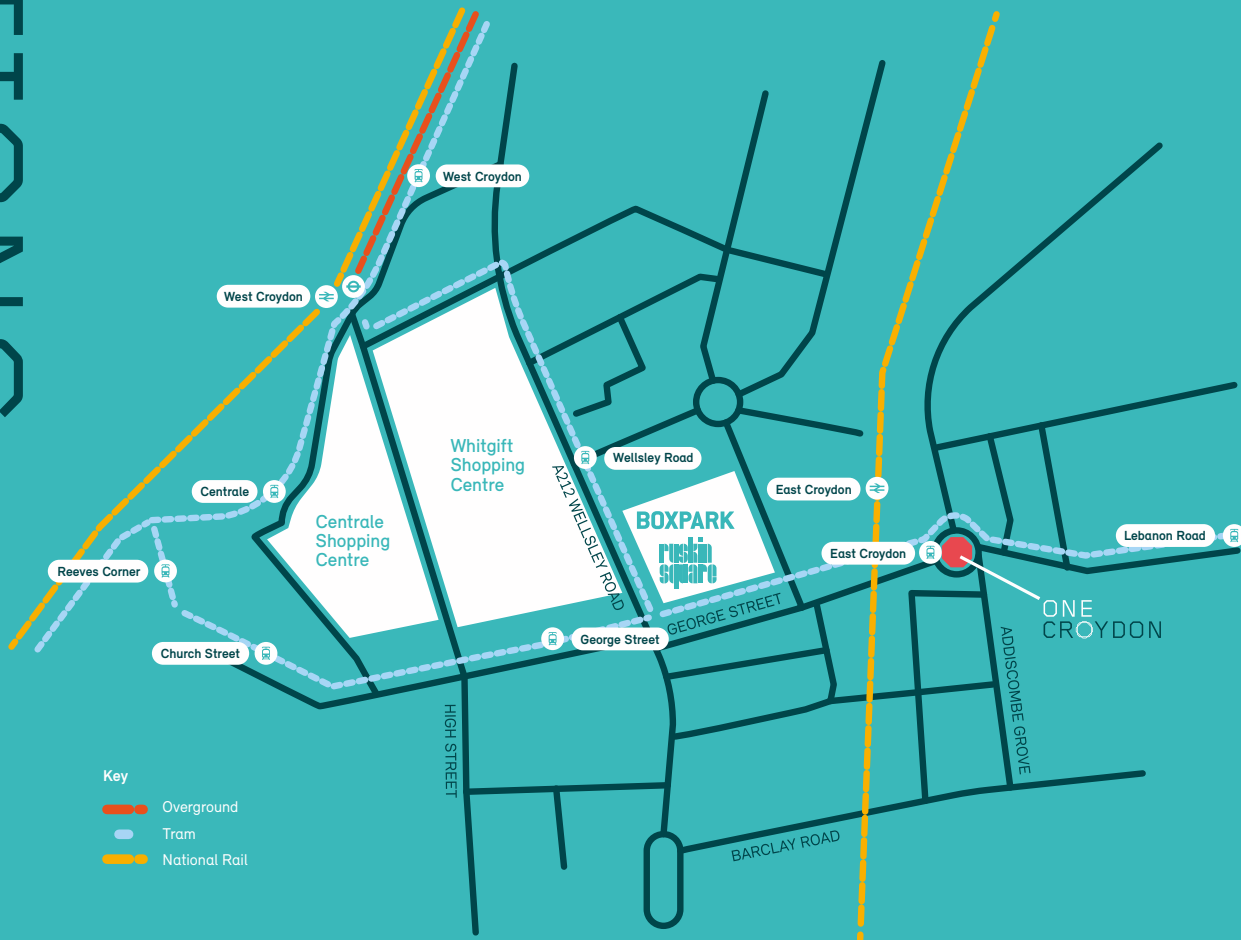 West Croydon
West Croydon
Whitgift
Shopping
Centre
Wellsley Road
A212 WELLSLEY ROAD
Centrale
East Croydon
Centrale
Shopping
Centre
BOXPARK
ruskin
square
East Croydon
Lebanon Road
Reeves Corner
ONE
CROYDON
GEORGE STREET
George Street
Church Street
ADDISCOMBE GROVE
HIGH STREET
BARCLAY ROAD
Key
Overground
Tram
National Rail